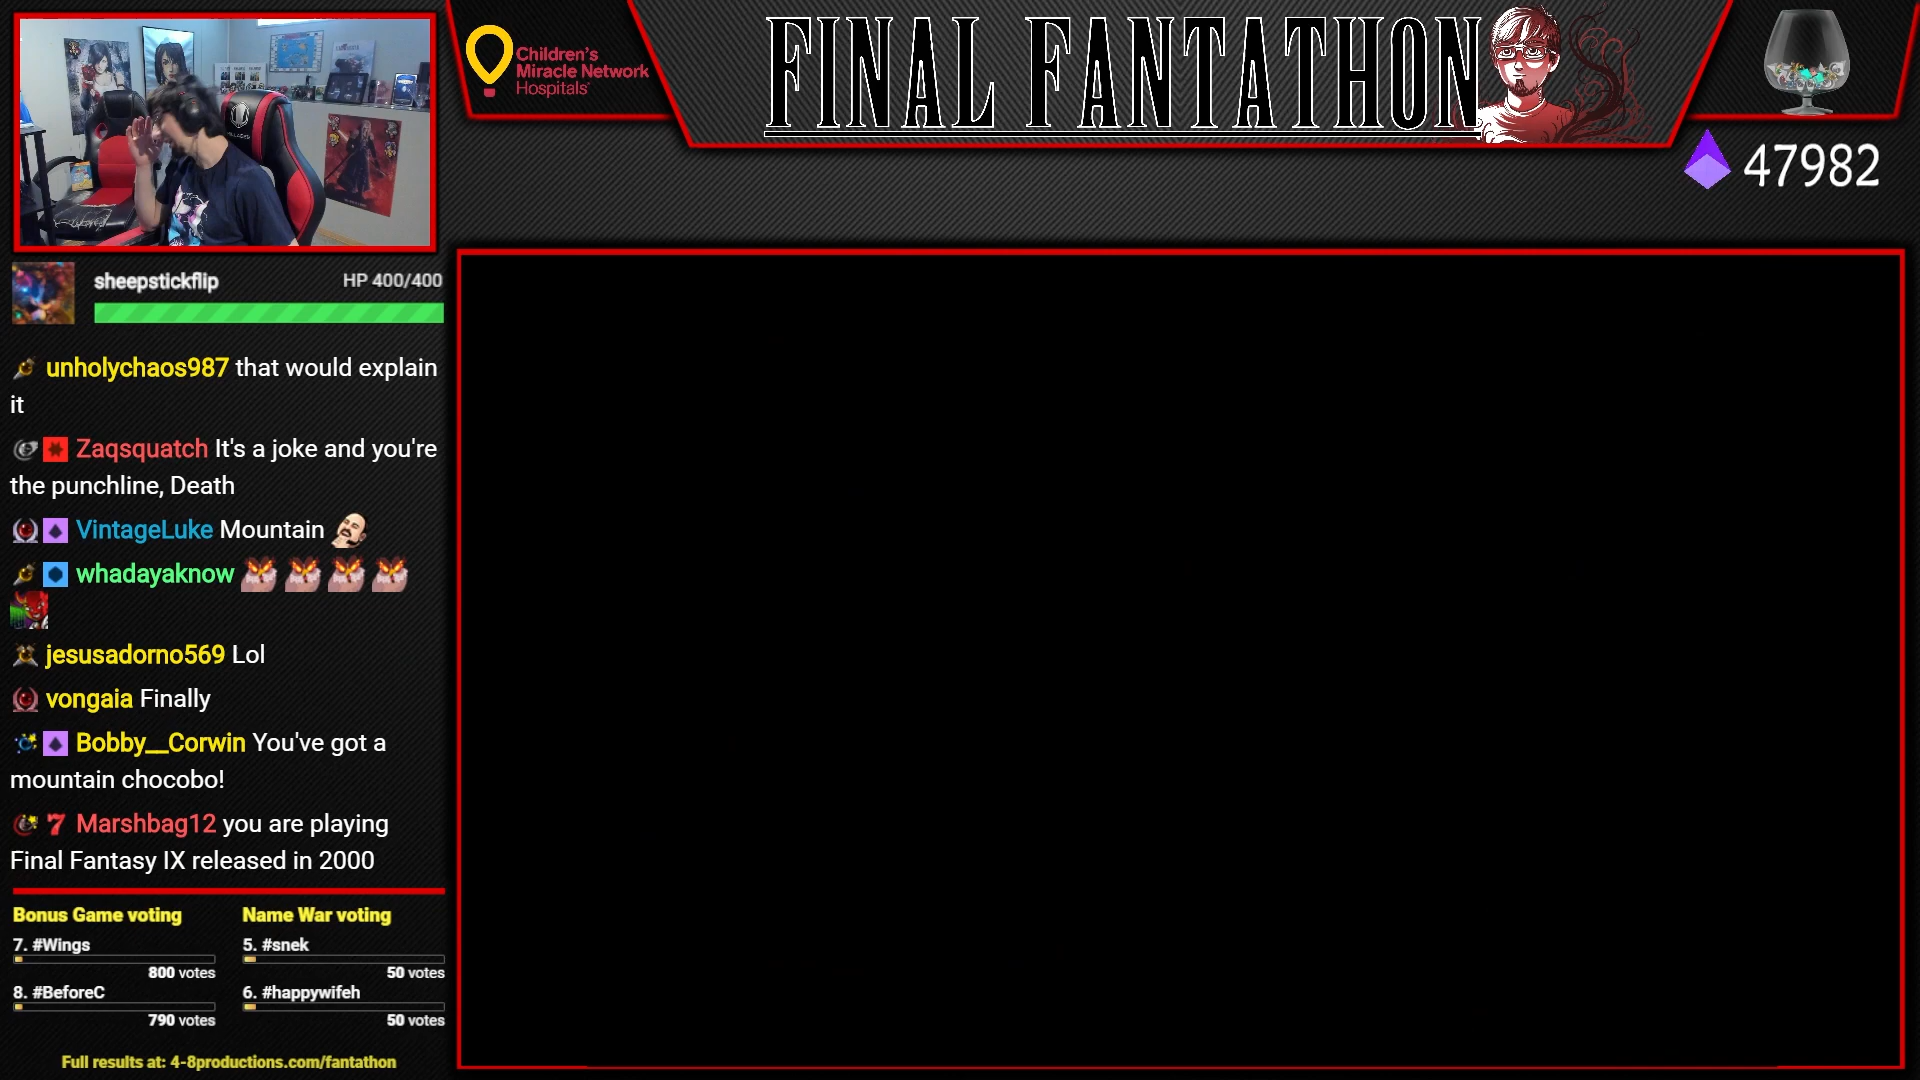 Children's
Miracle Network
Hospitals
FINAL FANTATHON
47982
sheepstickflip HP 400/400
unholychaos987 that would explain
it
Zaqsquatch It's a joke and you're
the punchline, Death
VintageLuke Mountain
whadayaknow
jesusadorno569 Lol
vongaia Finally
Bobby__Corwin You've got a
mountain chocobo!
Marshbag12 you are playing
Final Fantasy IX released in 2000
Bonus Game voting
7. #Wings
800 votes
8. #BeforeC
790 votes
Name War voting
5. #snek
50 votes
6. #happywifeh
50 votes
Full results at: 4-8productions.com/fantathon